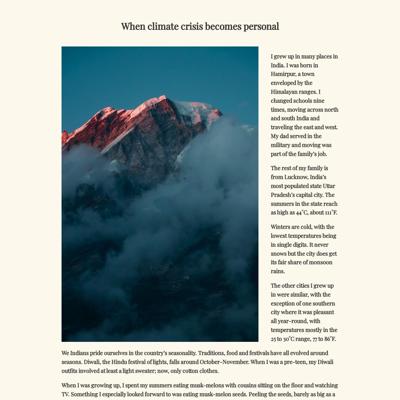 When climate crisis becomes personal
I grew up in many places in
India. I was born in
Hamirpur, a town
enveloped by the
Himalayan ranges. I
changed schools nine
times, moving across north
and south India and
traveling the east and west.
My dad served in the
military and moving was
part of the family's job.
The rest of my family is
from Lucknow, India's
most populated state Uttar
Pradesh's capital city. The
summers in the state reach
as high as 44°C, about 111°F.
Winters are cold, with the
lowest temperatures being
in single digits. It never
snows but the city does get
its fair share of monsoon
rains.
The other cities I grew up
in were similar, with the
exception of one southern
city where it was pleasant
all year-round, with
temperatures mostly in the
25 to 30°C range, 77 to 86°F.
We Indians pride ourselves in the country's seasonality. Traditions, food and festivals have all evolved around
seasons. Diwali, the Hindu festival of lights, falls around October-November. When I was a pre-teen, my Diwali
outfits involved at least a light sweater; now, only cotton clothes.
When I was growing up, I spent my summers eating musk-melons with cousins sitting on the floor and watching
TV. Something I especially looked forward to was eating musk-melon seeds. Peeling the seeds, barely as big as a